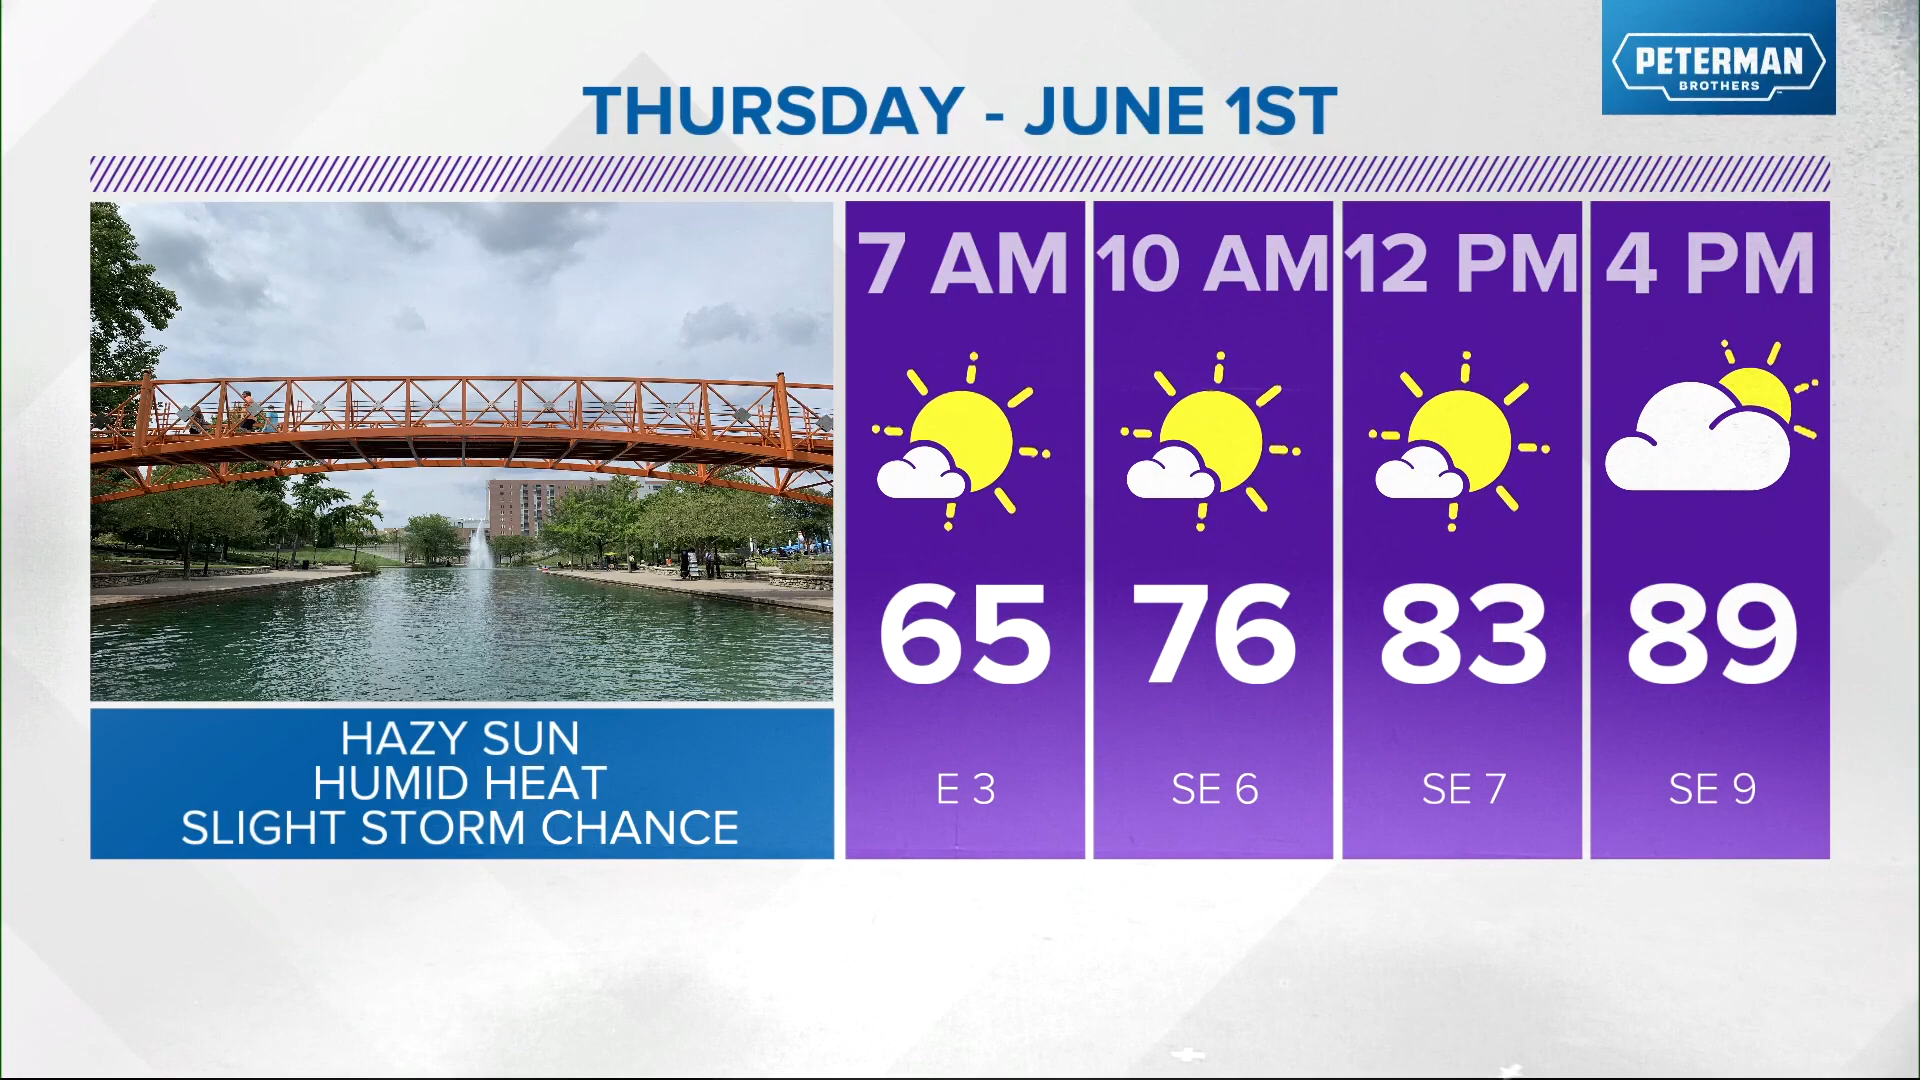 PETERMAN
BROTHERS
THURSDAY - JUNE 1ST
7 AM
65
E 3
10 AM
76
SE 6
12 PM
83
SE 7
4 PM
89
SE 9
HAZY SUN
HUMID HEAT
SLIGHT STORM CHANCE